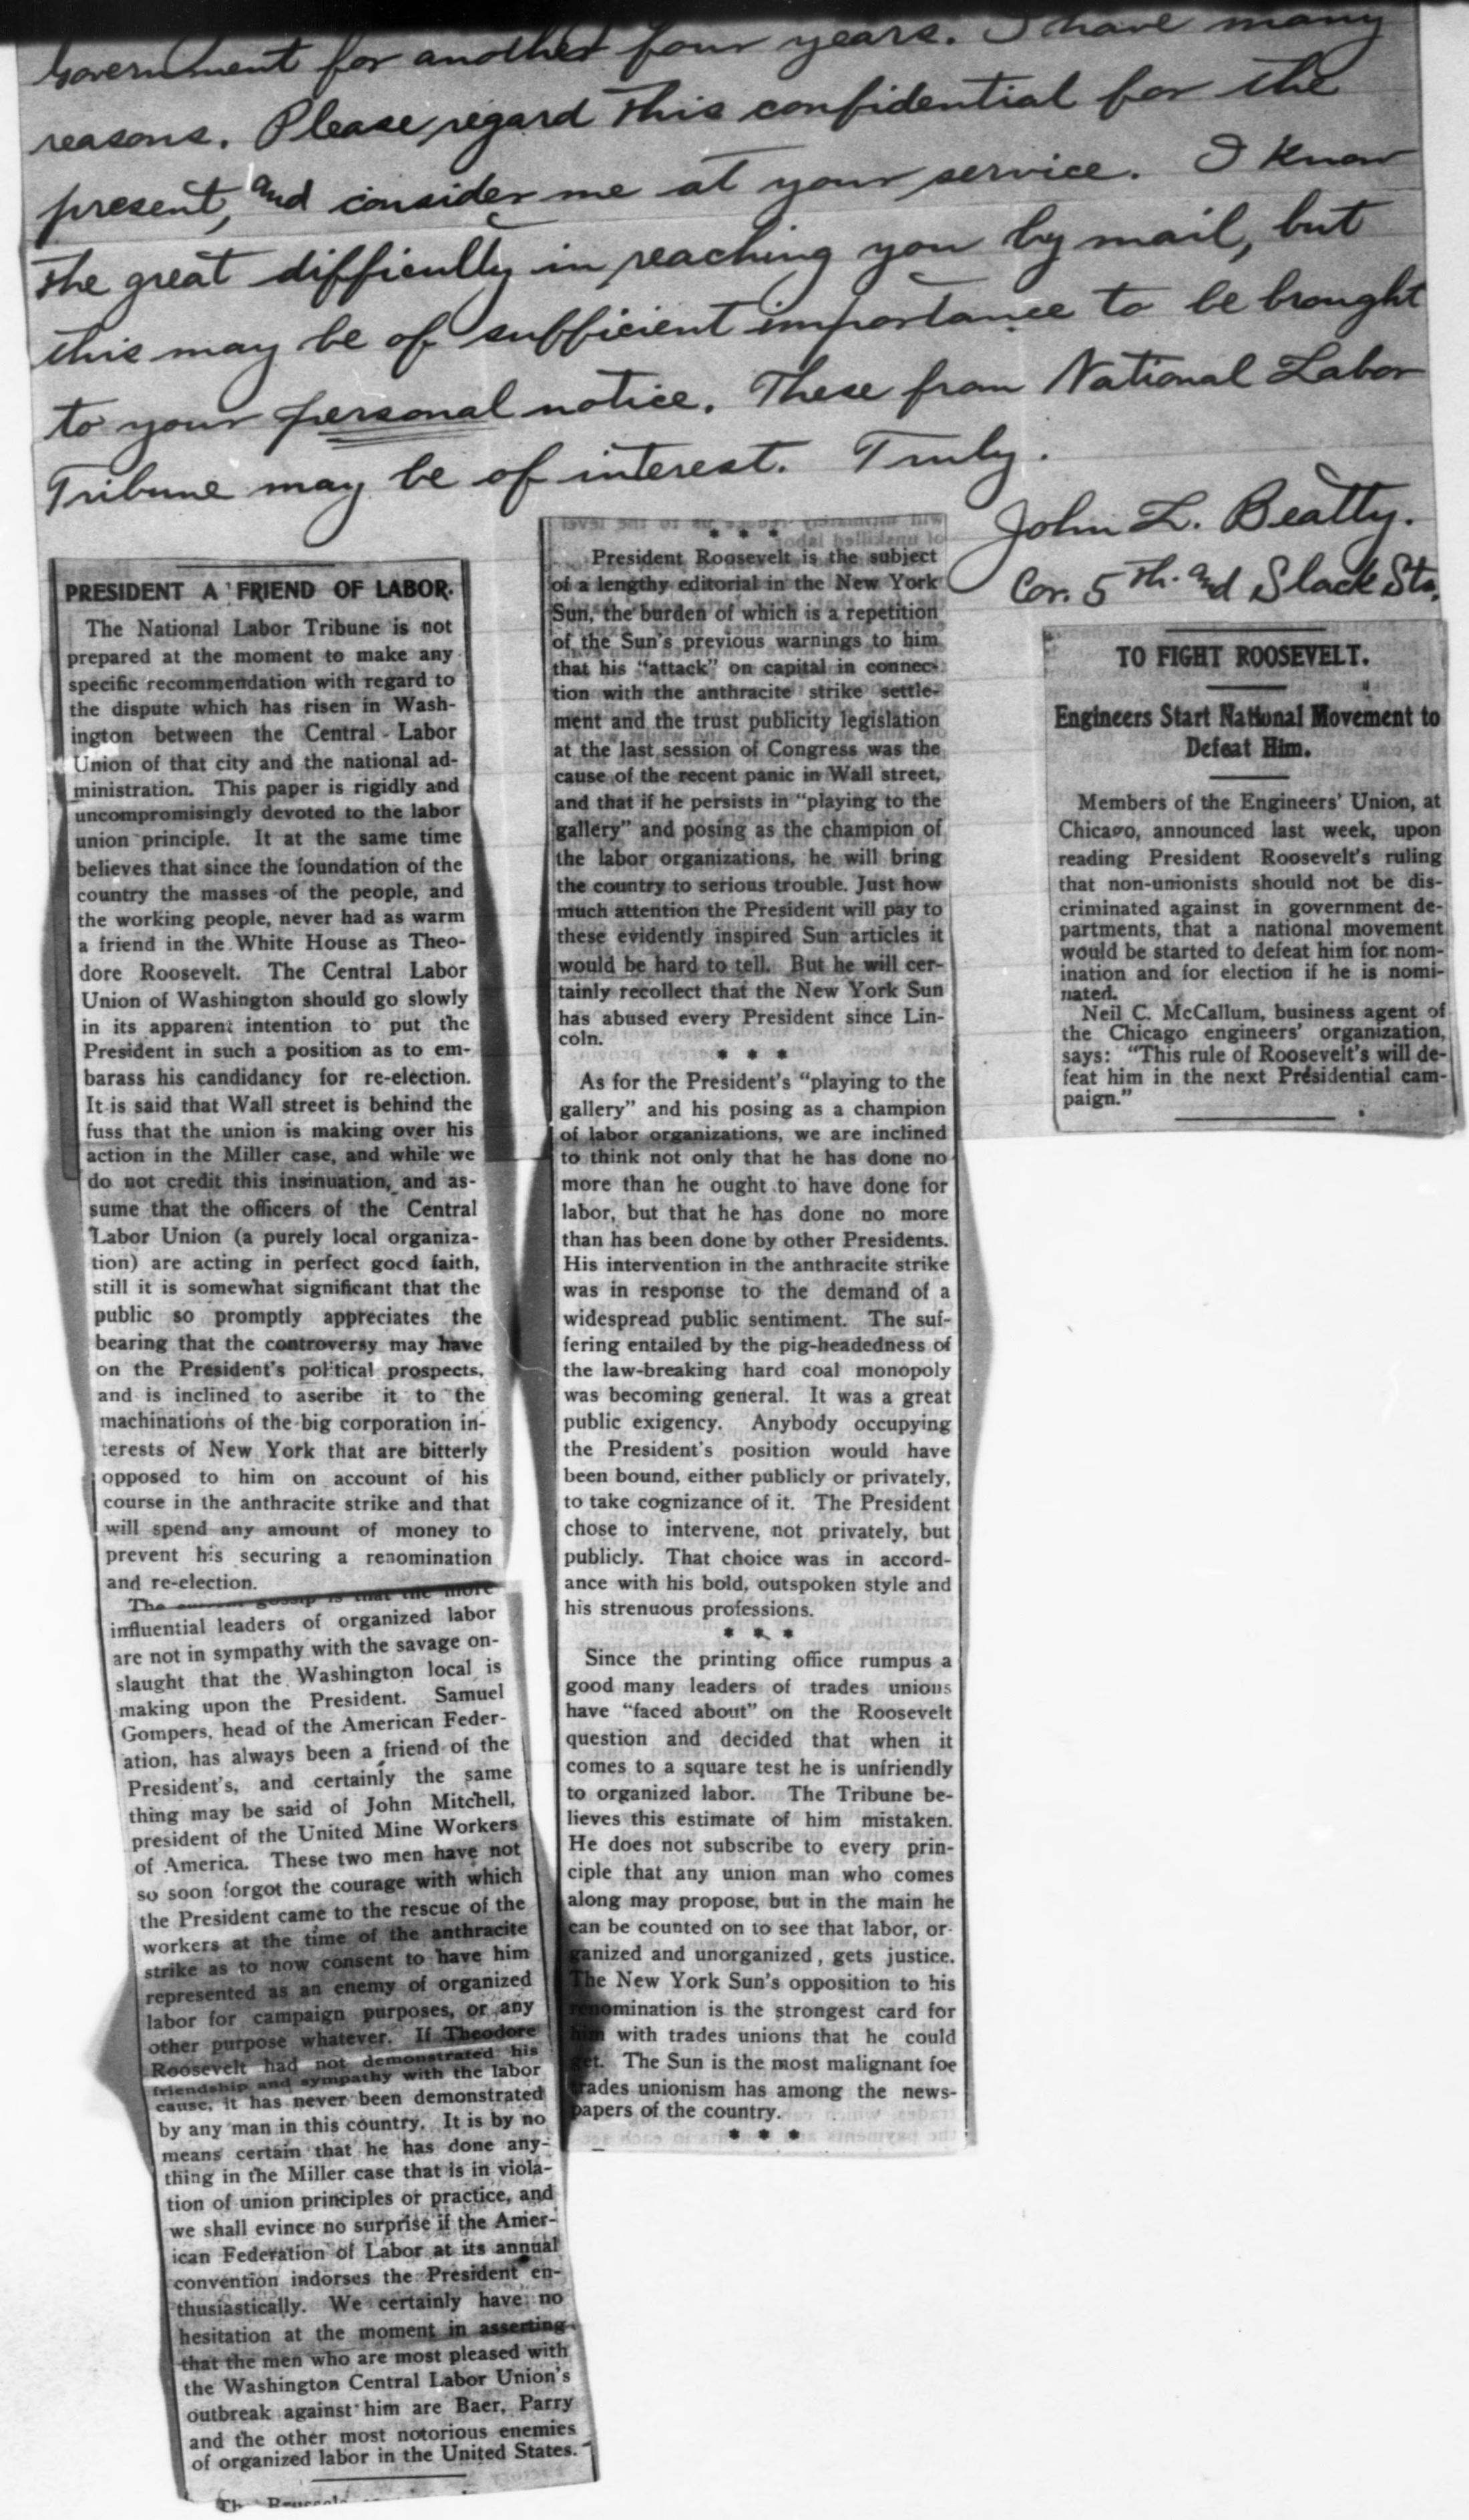 Government for another four years. I have many
reasons. Please regard this confidential for the
present, and consider me at your service. I know
the great difficulty in reaching you by mail, but
this may be of sufficient importance to be brought
to your personal notice. These from National Labor
Tribune may be of interest. Truly.
John L. Beatty.
Cor. 5th. and Slack Sts.
PRESIDENT A FRIEND OF LABOR.
The National Labor Tribune is not
prepared at the moment to make any
specific recommendation with regard to
the dispute which has risen in Wash-
ington between the Central Labor
Union of that city and the national ad-
ministration. This paper is rigidly and
uncompromisingly devoted to the labor
union principle. It at the same time
believes that since the foundation of the
country the masses of the people, and
the working people, never had as warm
a friend in the White House as Theo-
dore Roosevelt. The Central Labor
Union of Washington should go slowly
in its apparent intention to put the
President in such a position as to em-
barass his candidancy for re-election.
It is said that Wall street is behind the
fuss that the union is making over his
action in the Miller case, and while we
do not credit this insinuation, and as-
sume that the officers of the Central
Labor Union (a purely local organiza-
tion) are acting in perfect good faith,
still it is somewhat significant that the
public so promptly appreciates the
bearing that the controversy may have
on the President's political prospects,
and is inclined to ascribe it to the
machinations of the big corporation in-
terests of New York that are bitterly
opposed to him on account of his
course in the anthracite strike and that
will spend any amount of money to
prevent his securing a renomination
and re-election.
The current gossip is that the more
influential leaders of organized labor
are not in sympathy with the savage on-
slaught that the Washington local is
making upon the President. Samuel
Gompers, head of the American Feder-
ation, has always been a friend of the
President's, and certainly the same
thing may be said of John Mitchell,
president of the United Mine Workers
of America. These two men have not
so soon forgot the courage with which
the President came to the rescue of the
workers at the time of the anthracite
strike as to now consent to have him
represented as an enemy of organized
labor for campaign purposes, or any
other purpose whatever. If Theodore
Roosevelt had not demonstrated his
friendship and sympathy with the labor
cause, it has never been demonstrated
by any man in this country. It is by no
means certain that he has done any-
thing in the Miller case that is in viola-
tion of union principles or practice, and
we shall evince no surprise if the Amer-
ican Federation of Labor at its annual
convention indorses the President en-
thusiastically. We certainly have no
hesitation at the moment in asserting
that the men who are most pleased with
the Washington Central Labor Union's
outbreak against him are Baer, Parry
and the other most notorious enemies
of organized labor in the United States.
* * *
President Roosevelt is the subject
of a lengthy editorial in the New York
Sun, the burden of which is a repetition
of the Sun's previous warnings to him
that his "attack" on capital in connec-
tion with the anthracite strike settle-
ment and the trust publicity legislation
at the last session of Congress was the
cause of the recent panic in Wall street,
and that if he persists in "playing to the
gallery" and posing as the champion of
the labor organizations, he will bring
the country to serious trouble. Just how
much attention the President will pay to
these evidently inspired Sun articles it
would be hard to tell. But he will cer-
tainly recollect that the New York Sun
has abused every President since Lin-
coln.
* * *
As for the President's "playing to the
gallery" and his posing as a champion
of labor organizations, we are inclined
to think not only that he has done no
more than he ought to have done for
labor, but that he has done no more
than has been done by other Presidents.
His intervention in the anthracite strike
was in response to the demand of a
widespread public sentiment. The suf-
fering entailed by the pig-headedness of
the law-breaking hard coal monopoly
was becoming general. It was a great
public exigency. Anybody occupying
the President's position would have
been bound, either publicly or privately,
to take cognizance of it. The President
chose to intervene, not privately, but
publicly. That choice was in accord-
ance with his bold, outspoken style and
his strenuous professions.
* * *
Since the printing office rumpus a
good many leaders of trades unions
have "faced about" on the Roosevelt
question and decided that when it
comes to a square test he is unfriendly
to organized labor. The Tribune be-
lieves this estimate of him mistaken.
He does not subscribe to every prin-
ciple that any union man who comes
along may propose, but in the main he
can be counted on to see that labor, or-
ganized and unorganized, gets justice.
The New York Sun's opposition to his
renomination is the strongest card for
him with trades unions that he could
get. The Sun is the most malignant foe
trades unionism has among the news-
papers of the country.
* * *
TO FIGHT ROOSEVELT.
Engineers Start National Movement to
Defeat Him.
Members of the Engineers' Union, at
Chicago, announced last week, upon
reading President Roosevelt's ruling
that non-unionists should not be dis-
criminated against in government de-
partments, that a national movement
would be started to defeat him for nom-
ination and for election if he is nomi-
nated.
Neil C. McCallum, business agent of
the Chicago engineers' organization,
says: "This rule of Roosevelt's will de-
feat him in the next Presidential cam-
paign."